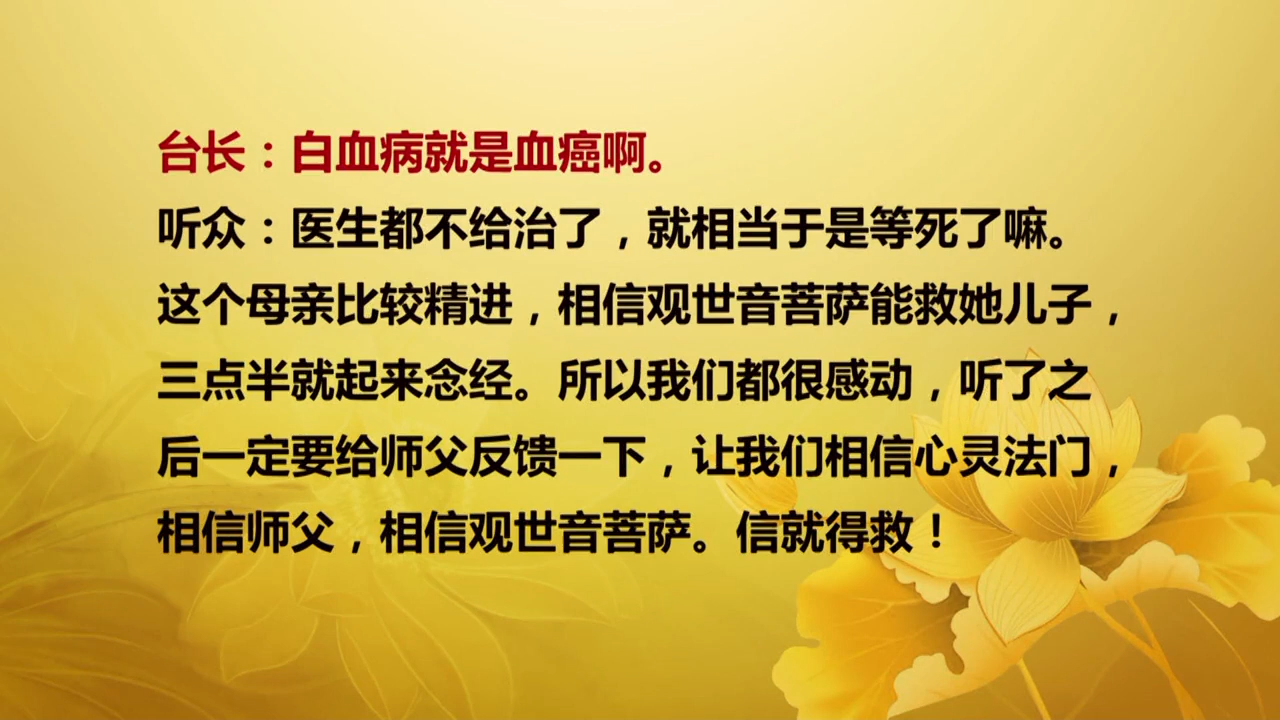 台长：白血病就是血癌啊。
听众：医生都不给治了，就相当于是等死了嘛。
这个母亲比较精进，相信观世音菩萨能救她儿子，
三点半就起来念经。所以我们都很感动，听了之
后一定要给师父反馈一下，让我们相信心灵法门，
相信师父，相信观世音菩萨。信就得救！